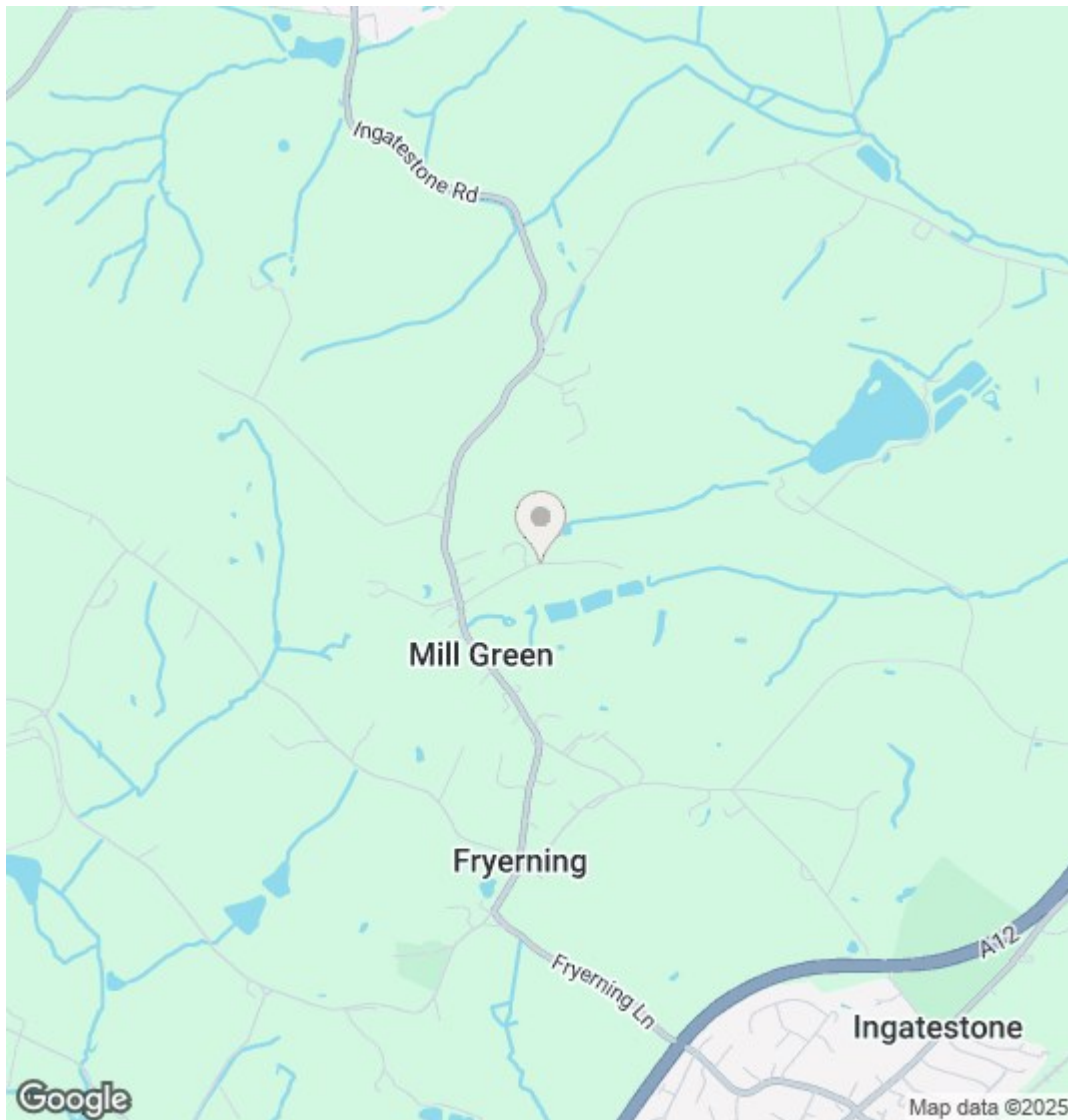 Ingatestone Rd
Mill Green
Fryerning
A12
Fryerning Ln
Ingatestone
Google
Map data ©2025